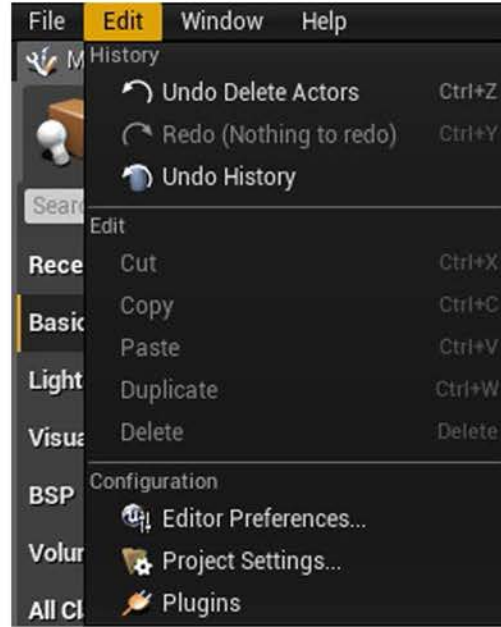 File Edit Window Help
M
History
Undo Delete Actors Ctrl+Z
Redo (Nothing to redo) Ctrl+Y
Undo History
Sear
Edit
Rece Cut Ctrl+X
Copy Ctrl+C
Basic Paste Ctrl+V
Light Duplicate Ctrl+W
Visua Delete Delete
Configuration
BSP Editor Preferences...
Volur Project Settings...
All Cl Plugins